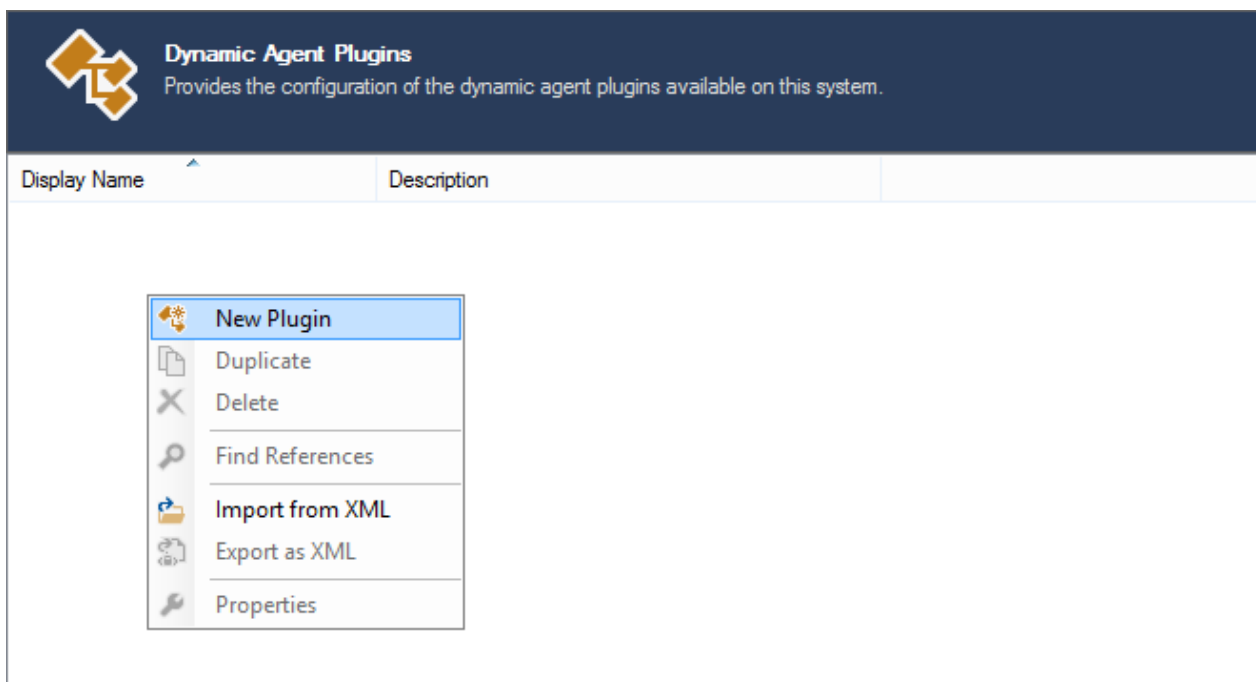 Dynamic Agent Plugins
Provides the configuration of the dynamic agent plugins available on this system.
Display Name Description
New Plugin
Duplicate
Delete
Find References
Import from XML
Export as XML
Properties